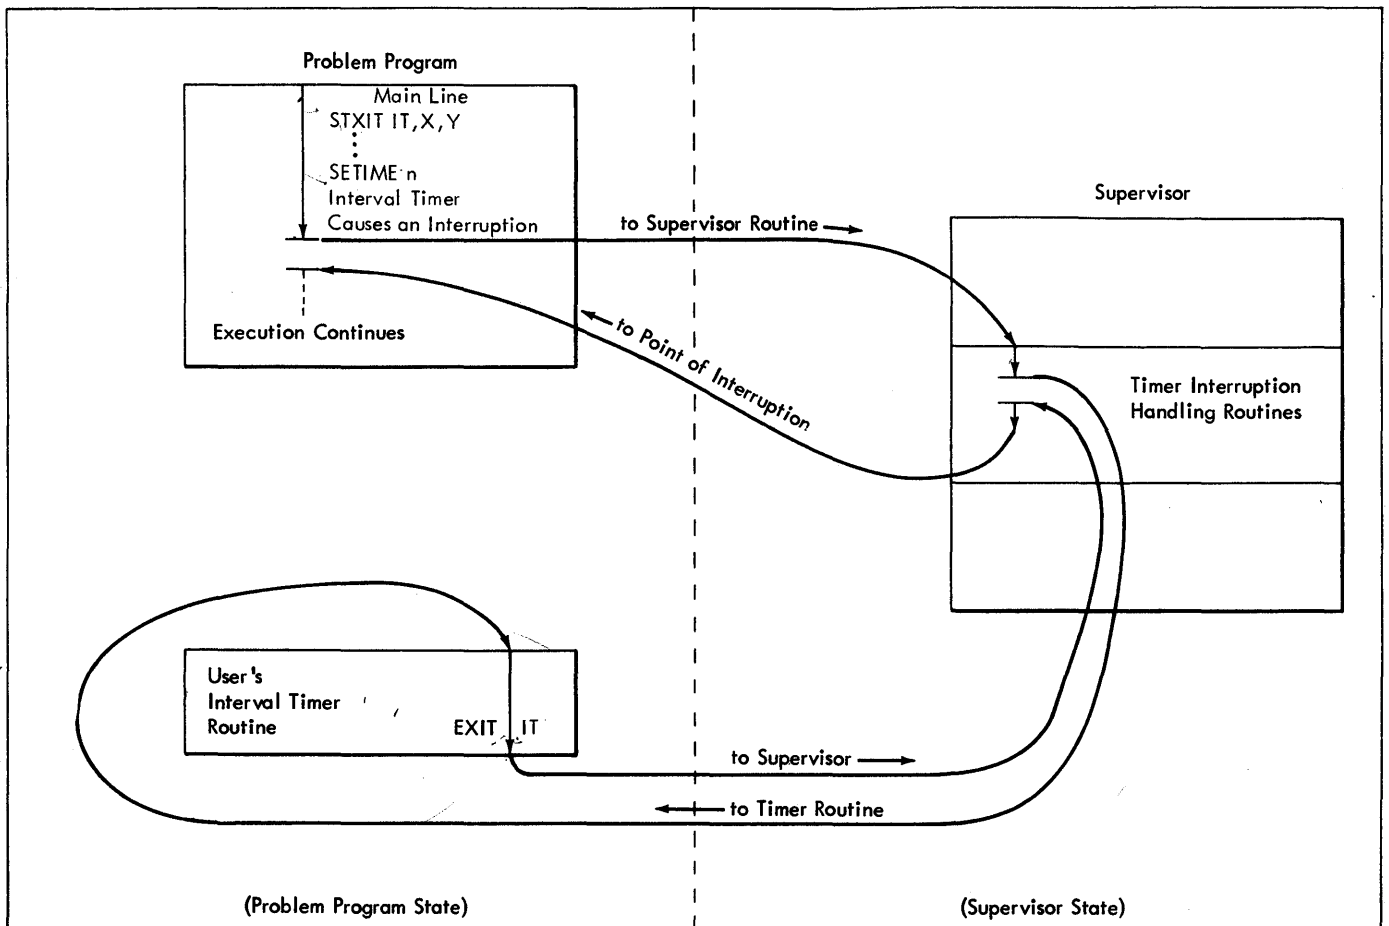 Problem Program
Main Line
STXIT IT,X,Y
SETIME n
Interval Timer
Causes an Interruption
Execution Continues
to Supervisor Routine
Supervisor
to Point of Interruption
Timer Interruption
Handling Routines
User's
Interval Timer
Routine
EXIT IT
to Supervisor
to Timer Routine
(Problem Program State)
(Supervisor State)